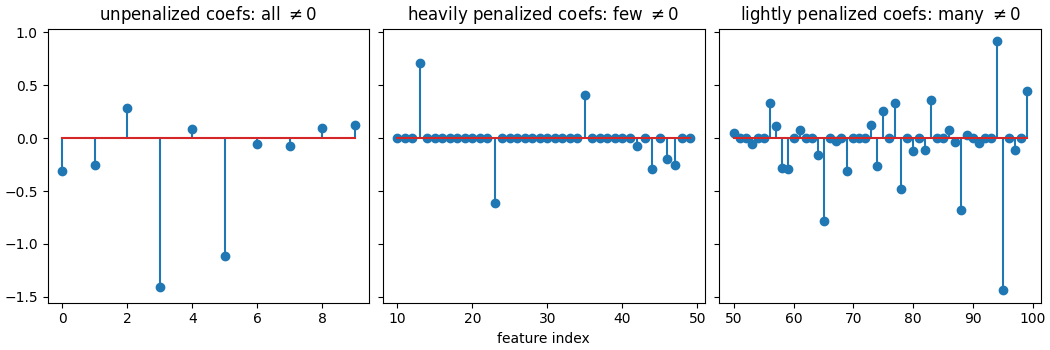 unpenalized coefs: all ≠0
heavily penalized coefs: few ≠0
lightly penalized coefs: many ≠0
1.0
0.5
0.0
−0.5
−1.0
−1.5
0 2 4 6 8
10 20 30 40 50
50 60 70 80 90 100
feature index